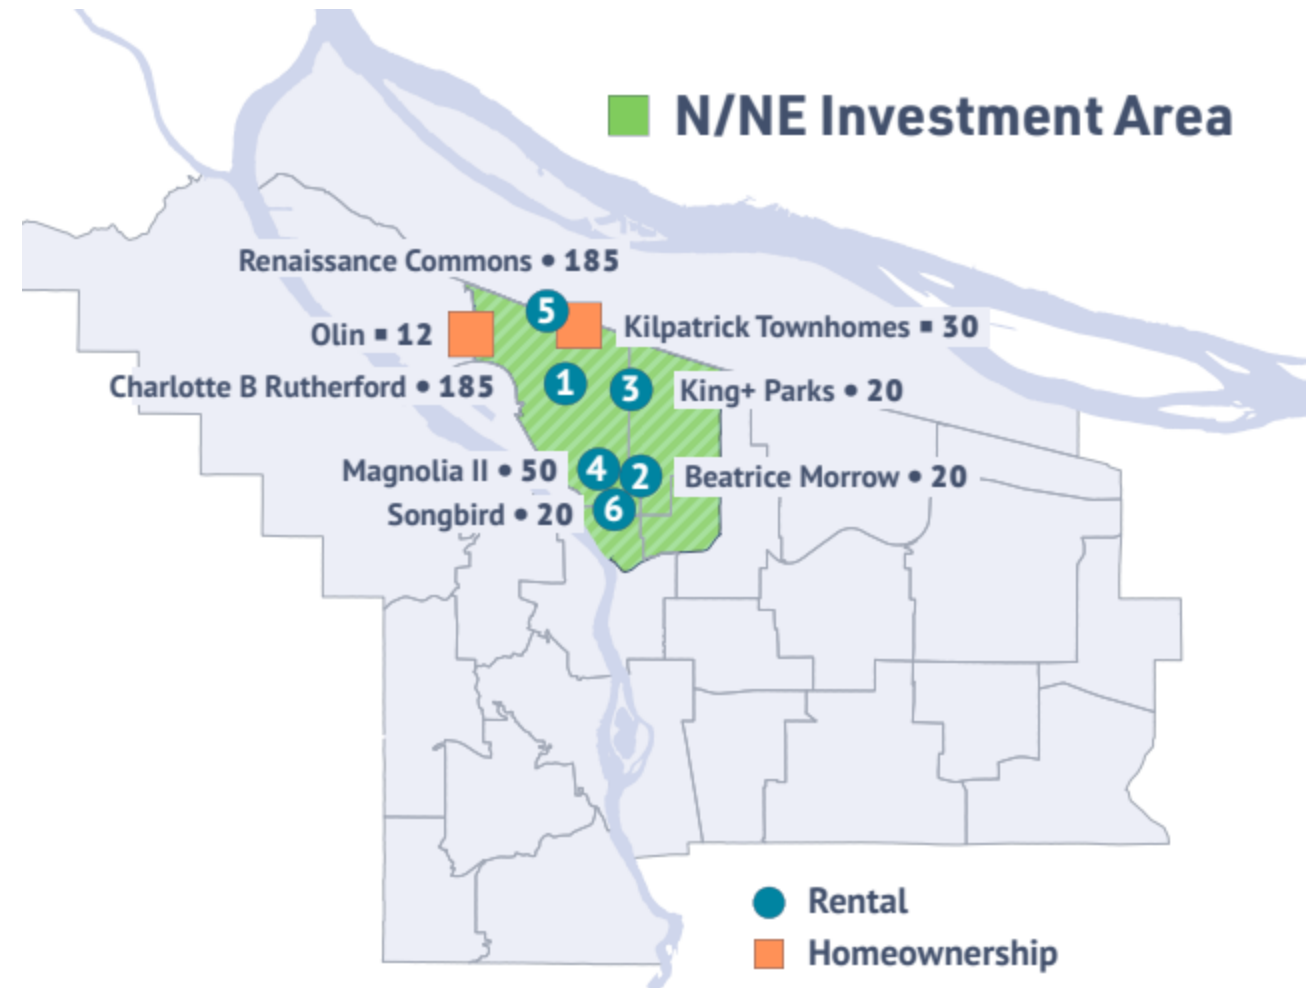 N/NE Investment Area
Renaissance Commons • 185
5
Olin ▪ 12
Kilpatrick Townhomes ▪ 30
Charlotte B Rutherford • 185
1
3
King+ Parks • 20
Magnolia II • 50
4
2
Beatrice Morrow • 20
Songbird • 20
6
Rental
Homeownership